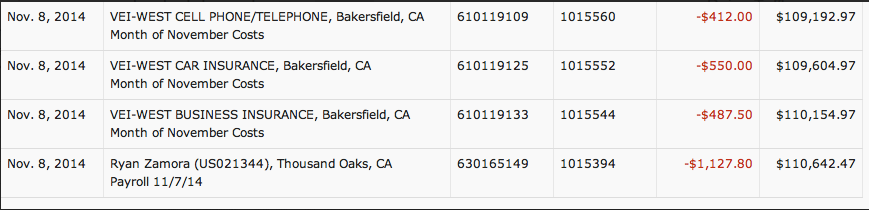 Nov. 8, 2014 VEI-WEST CELL PHONE/TELEPHONE, Bakersfield, CA 610119109 1015560 -$412.00 $109,192.97
Month of November Costs
Nov. 8, 2014 VEI-WEST CAR INSURANCE, Bakersfield, CA 610119125 1015552 -$550.00 $109,604.97
Month of November Costs
Nov. 8, 2014 VEI-WEST BUSINESS INSURANCE, Bakersfield, CA 610119133 1015544 -$487.50 $110,154.97
Month of November Costs
Nov. 8, 2014 Ryan Zamora (US021344), Thousand Oaks, CA 630165149 1015394 -$1,127.80 $110,642.47
Payroll 11/7/14